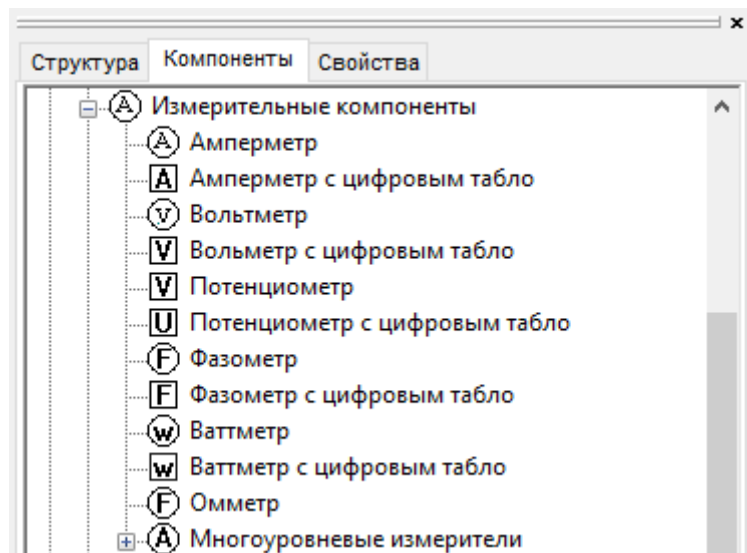 Структура Компоненты Свойства
Измерительные компоненты
A Амперметр
A Амперметр с цифровым табло
V Вольтметр
V Вольметр с цифровым табло
V Потенциометр
U Потенциометр с цифровым табло
F Фазометр
F Фазометр с цифровым табло
W Ваттметр
W Ваттметр с цифровым табло
F Омметр
A Многоуровневые измерители